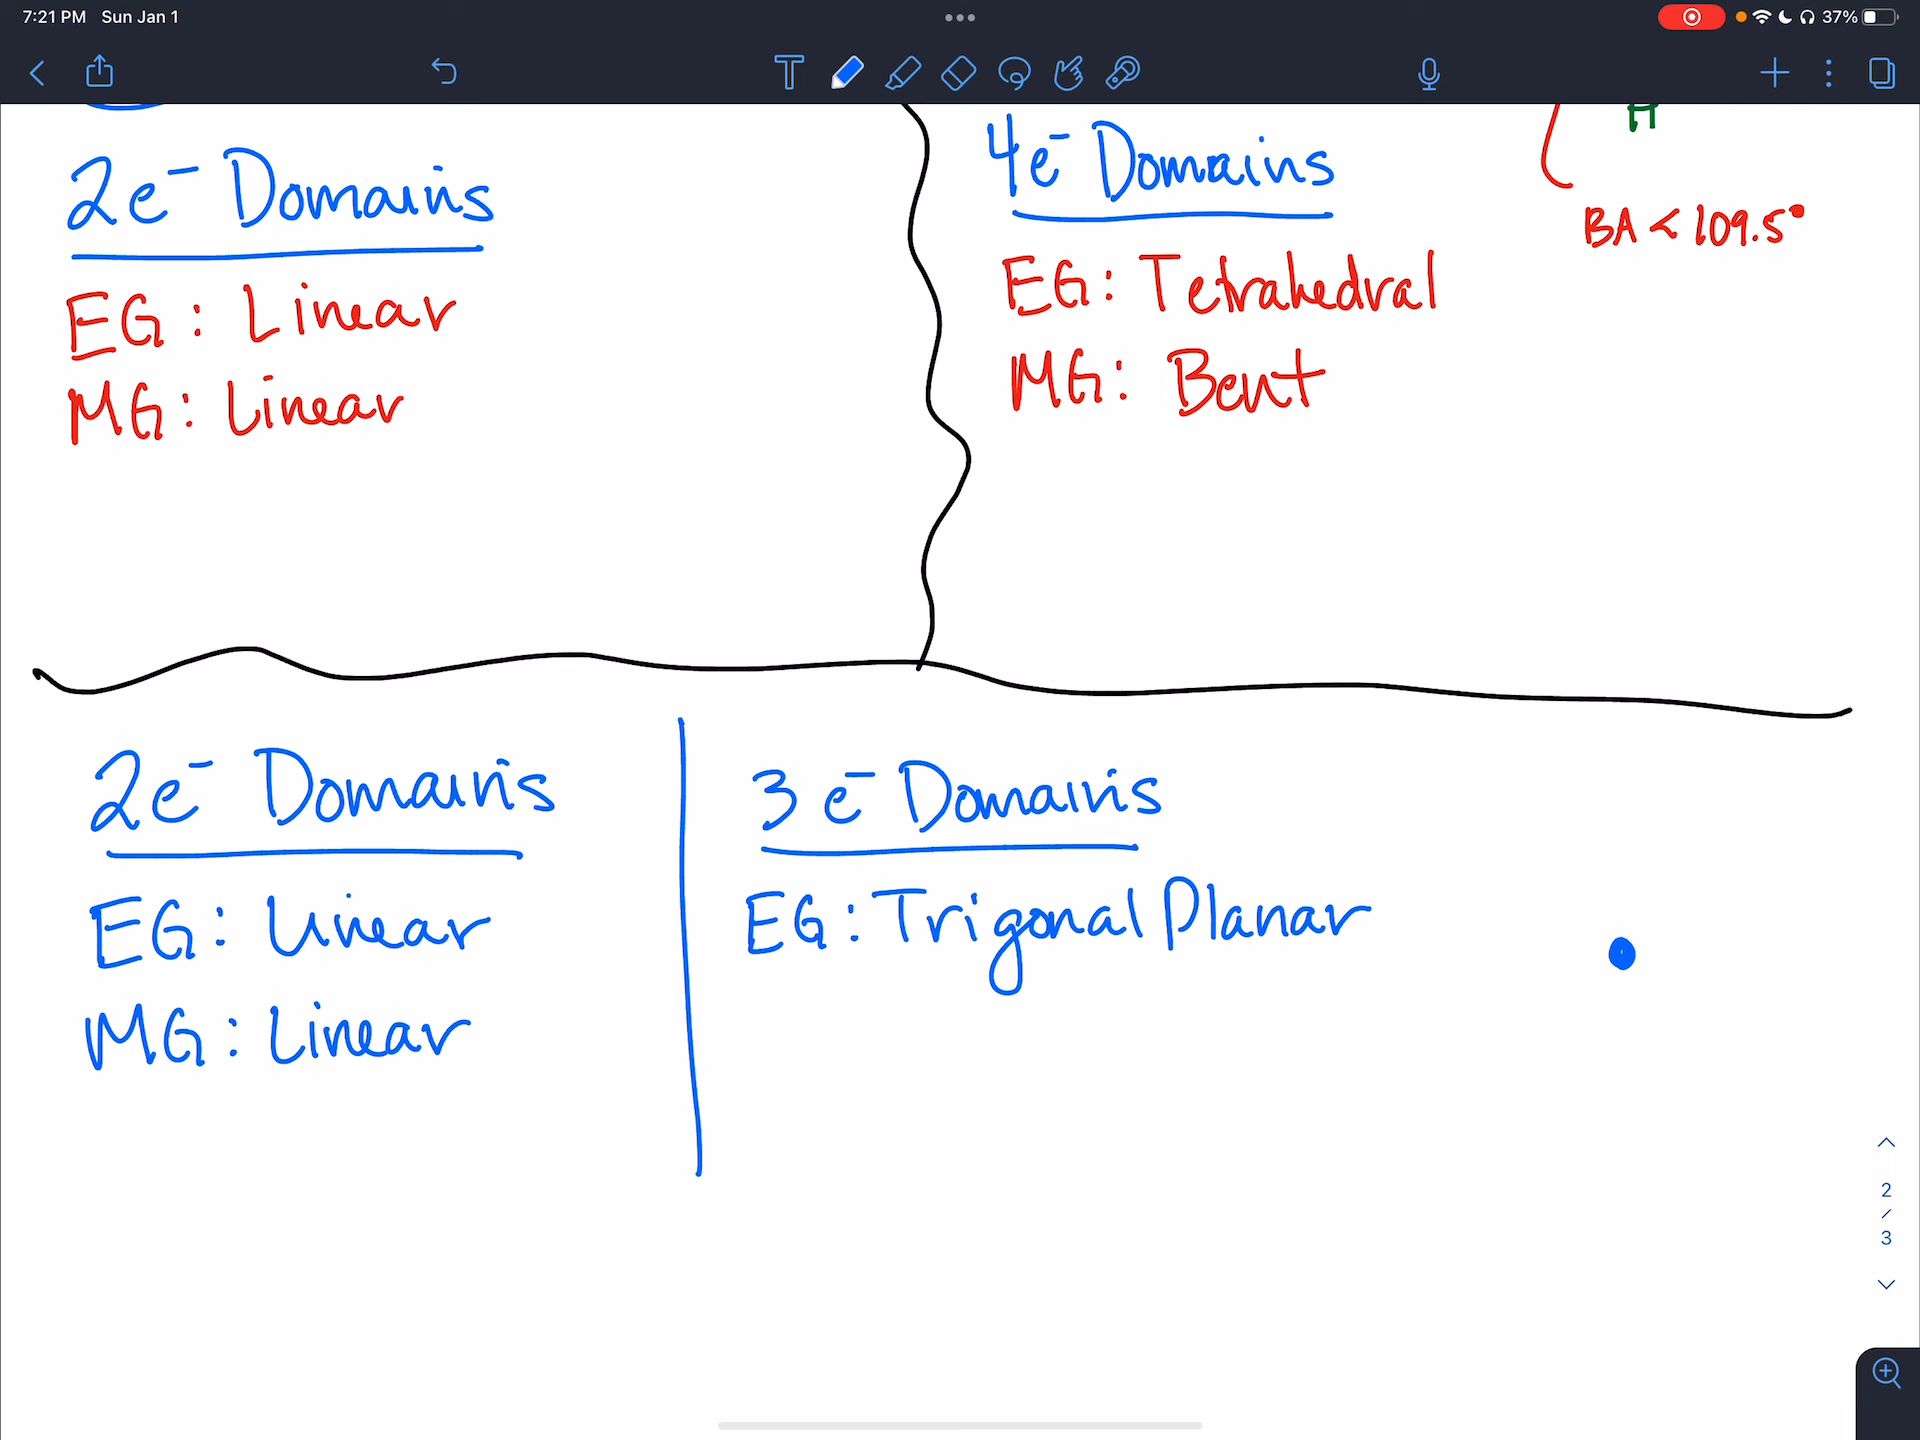 7:21 PM Sun Jan 1
37%
2e⁻ Domains
EG: Linear
MG: Linear
4e⁻ Domains
EG: Tetrahedral
MG: Bent
H
BA < 109.5°
2e⁻ Domains
EG: Linear
MG: Linear
3 e⁻ Domains
EG: Trigonal Planar
2
/
3